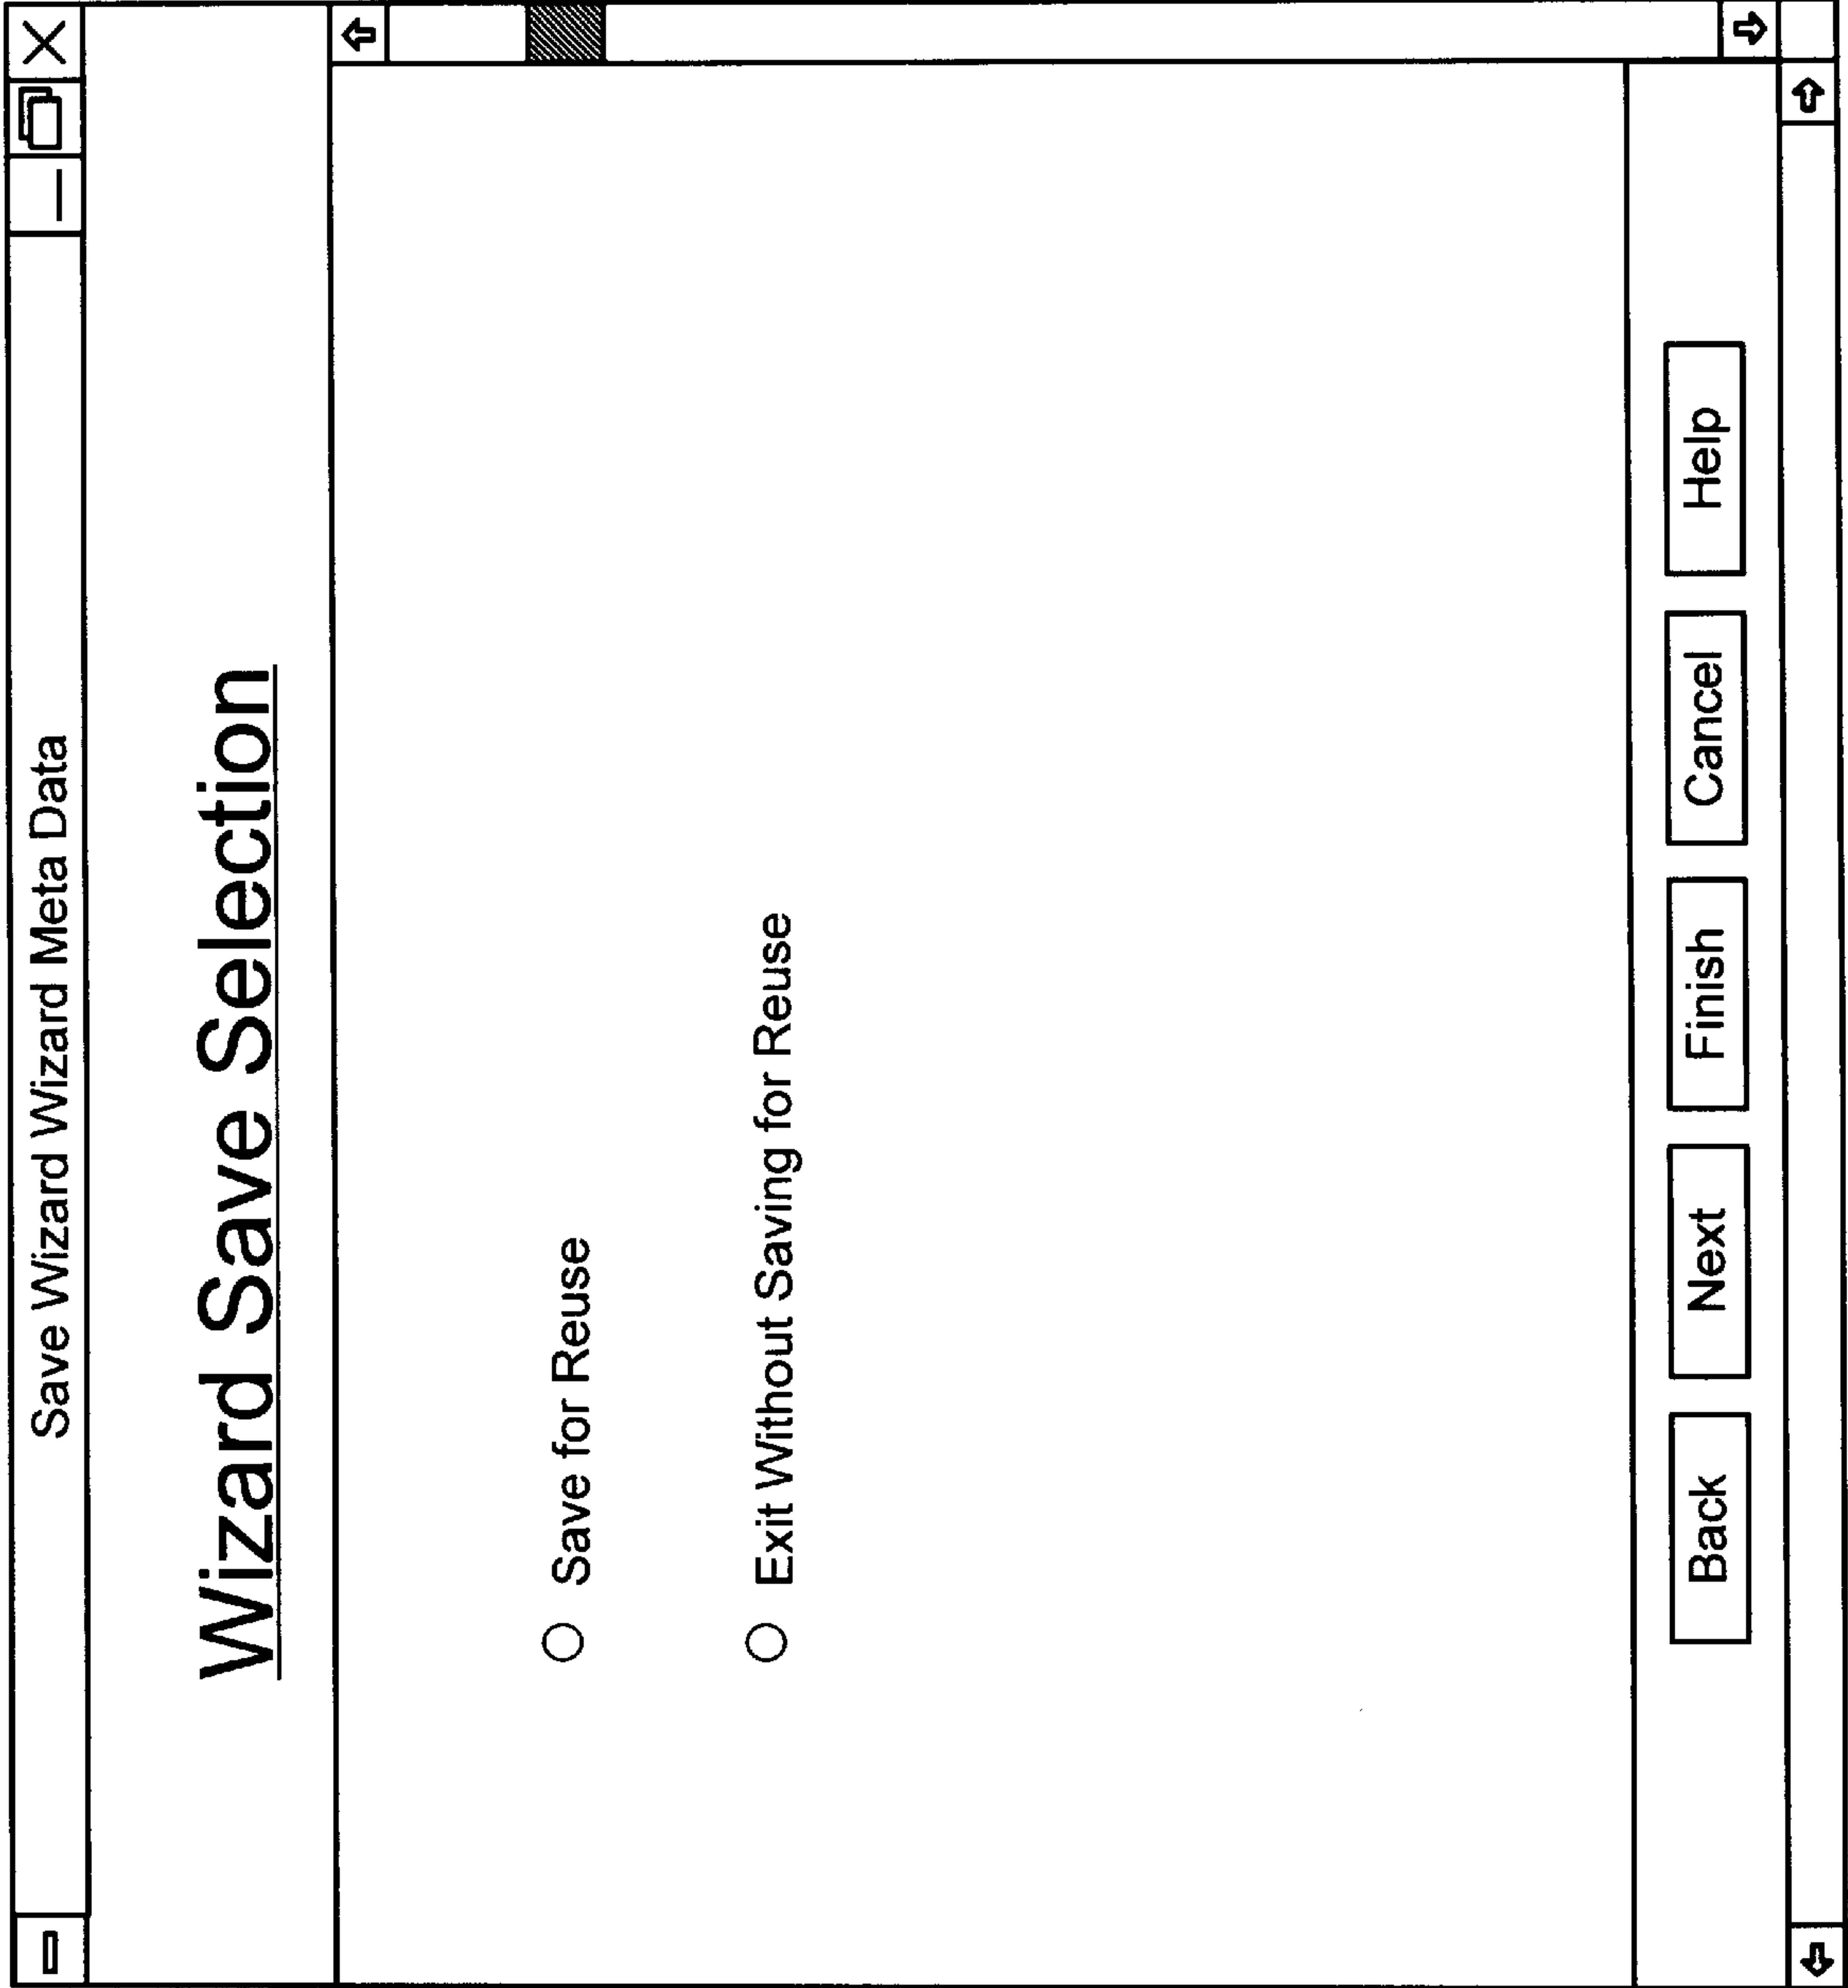 Save Wizard Wizard Meta Data
Wizard Save Selection
Save for Reuse
Exit Without Saving for Reuse
Back Next Finish Cancel Help